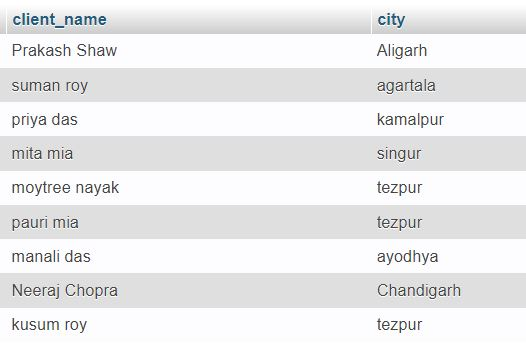 client_name city
Prakash Shaw Aligarh
suman roy agartala
priya das kamalpur
mita mia singur
moytree nayak tezpur
pauri mia tezpur
manali das ayodhya
Neeraj Chopra Chandigarh
kusum roy tezpur